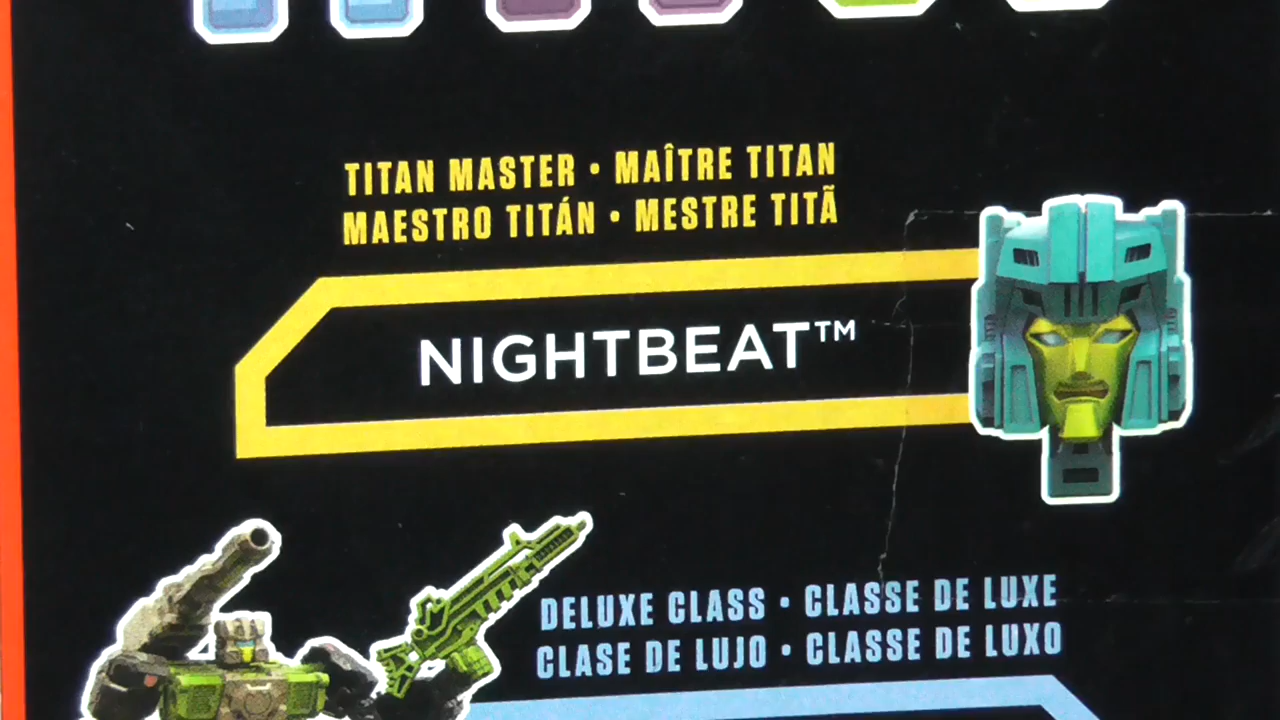 TITAN MASTER • MAÎTRE TITAN
MAESTRO TITÁN • MESTRE TITÃ
NIGHTBEAT™
DELUXE CLASS • CLASSE DE LUXE
CLASE DE LUJO • CLASSE DE LUXO